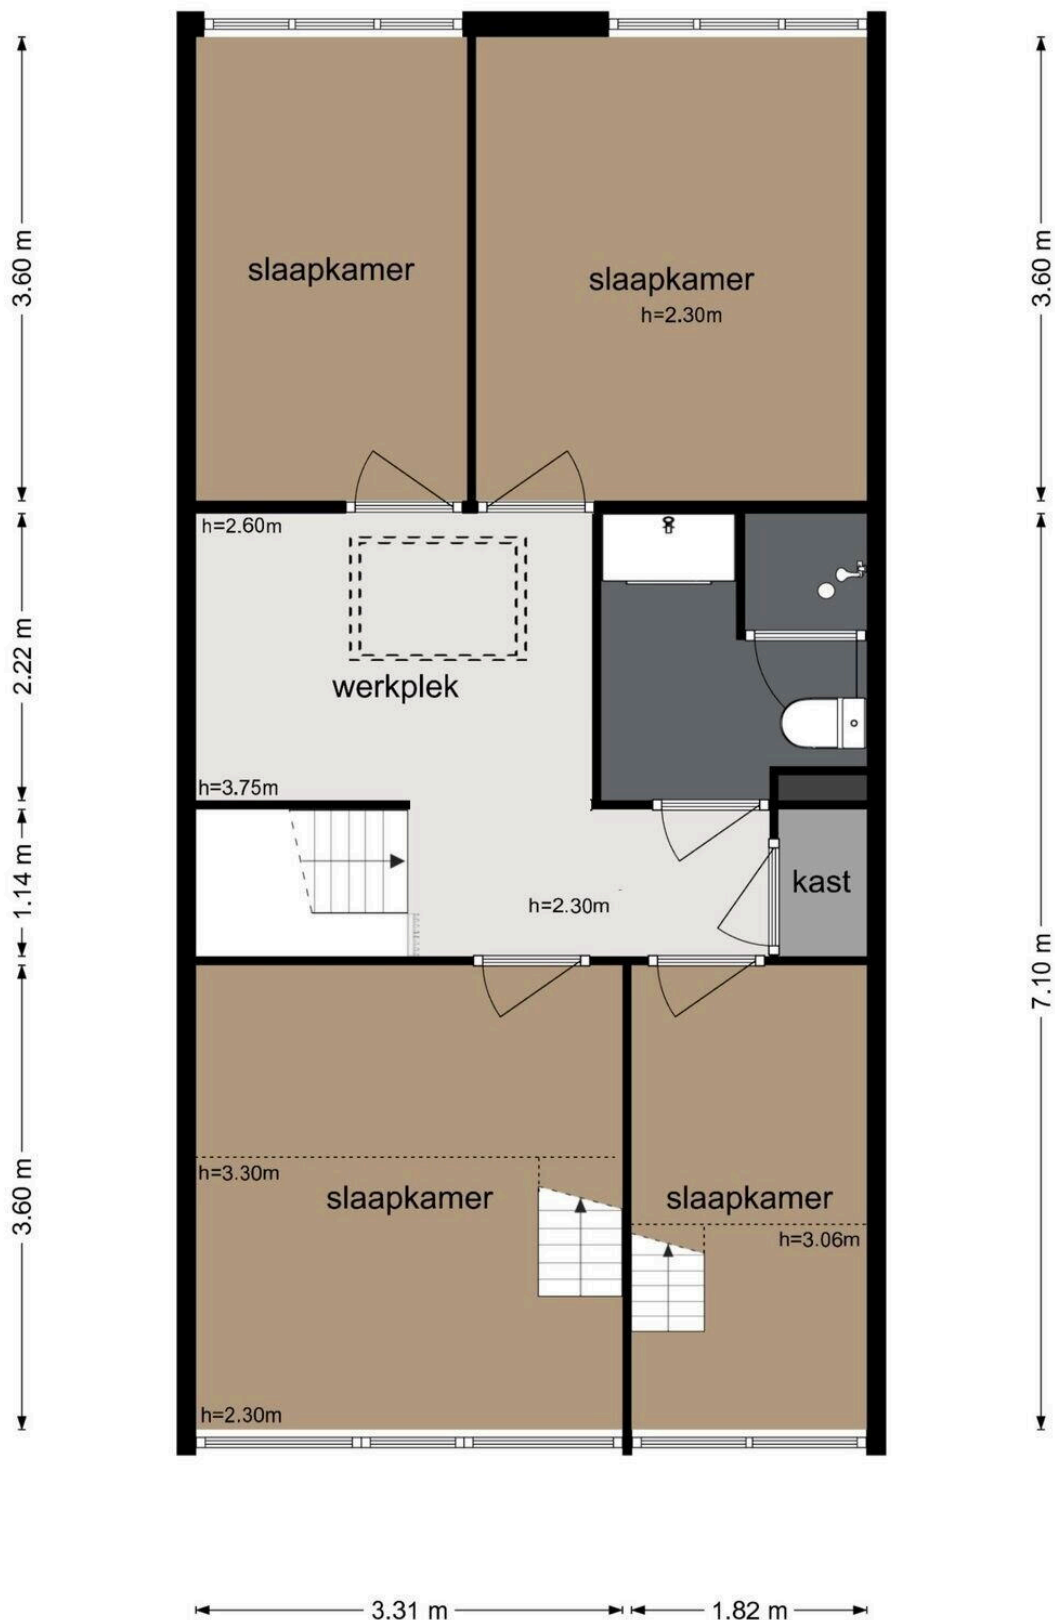 3.60 m
3.60 m
slaapkamer
slaapkamer
h=2.30m
h=2.60m
2.22 m
werkplek
h=3.75m
1.14 m
kast
h=2.30m
7.10 m
3.60 m
h=3.30m
slaapkamer
slaapkamer
h=3.06m
h=2.30m
3.31 m
1.82 m